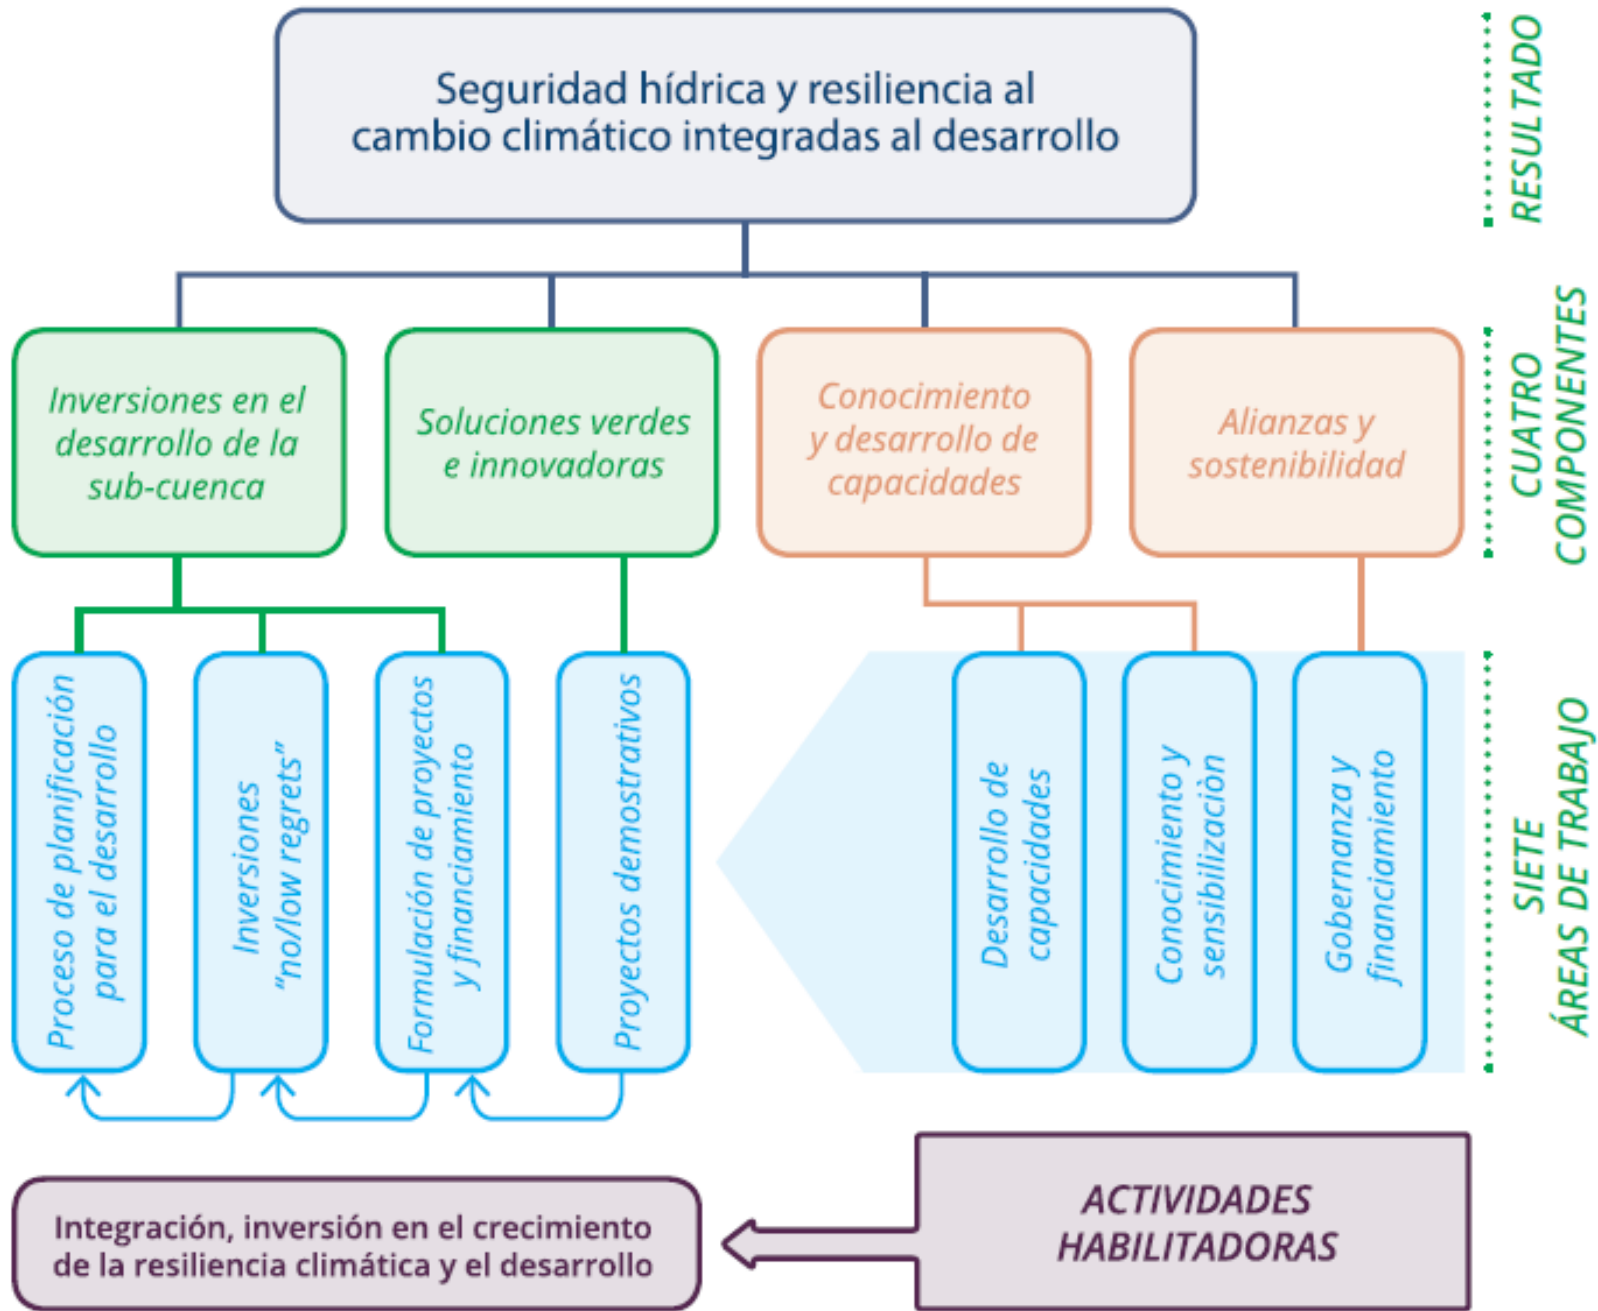 Seguridad hídrica y resiliencia al
cambio climático integradas al desarrollo
RESULTADO
Inversiones en el
desarrollo de la
sub-cuenca
Soluciones verdes
e innovadoras
Conocimiento
y desarrollo de
capacidades
Alianzas y
sostenibilidad
CUATRO
COMPONENTES
Proceso de planificación
para el desarrollo
Inversiones
“no/low regrets”
Formulación de proyectos
y financiamiento
Proyectos demostrativos
Desarrollo de
capacidades
Conocimiento y
sensibilizaciòn
Gobernanza y
financiamiento
SIETE
ÁREAS DE TRABAJO
Integración, inversión en el crecimiento
de la resiliencia climática y el desarrollo
ACTIVIDADES
HABILITADORAS